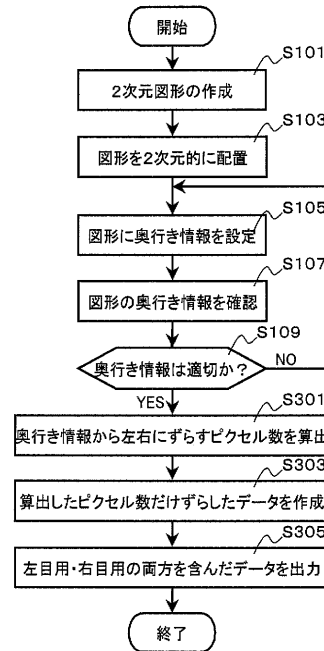 開始
S101
2次元図形の作成
S103
図形を2次元的に配置
S105
図形に奥行き情報を設定
S107
図形の奥行き情報を確認
S109
奥行き情報は適切か?
NO
YES
S301
奥行き情報から左右にずらすピクセル数を算出
S303
算出したピクセル数だけずらしたデータを作成
S305
左目用・右目用の両方を含んだデータを出力
終了